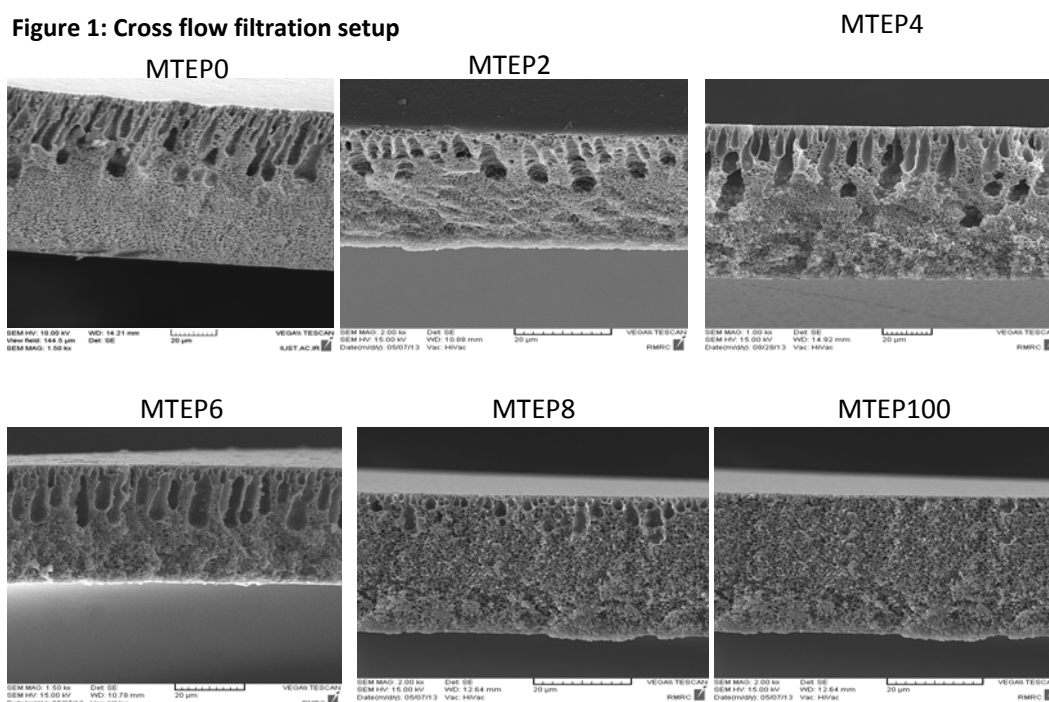 Figure 1: Cross flow filtration setup
MTEP4
MTEP0
MTEP2
SEM HV: 10.00 kV WD: 14.21 mm VEGA\\ TESCAN
View field: 144.5 µm Det: SE 20 µm
SEM MAG: 1.50 kx IUST.AC.IR
SEM MAG: 2.00 kx Det: SE VEGA\\ TESCAN
SEM HV: 15.00 kV WD: 10.88 mm 20 µm
Date(m/d/y): 05/07/13 Vac: HiVac RMRC
SEM MAG: 1.00 kx Det: SE VEGA\\ TESCAN
SEM HV: 15.00 kV WD: 14.92 mm 20 µm
Date(m/d/y): 08/28/13 Vac: HiVac RMRC
MTEP6
MTEP8
MTEP100
SEM MAG: 1.50 kx Det: SE VEGA\\ TESCAN
SEM HV: 15.00 kV WD: 10.78 mm 20 µm
SEM MAG: 2.00 kx Det: SE VEGA\\ TESCAN
SEM HV: 15.00 kV WD: 12.64 mm 20 µm
Date(m/d/y): 05/07/13 Vac: HiVac RMRC
SEM MAG: 2.00 kx Det: SE VEGA\\ TESCAN
SEM HV: 15.00 kV WD: 12.64 mm 20 µm
Date(m/d/y): 05/07/13 Vac: HiVac RMRC